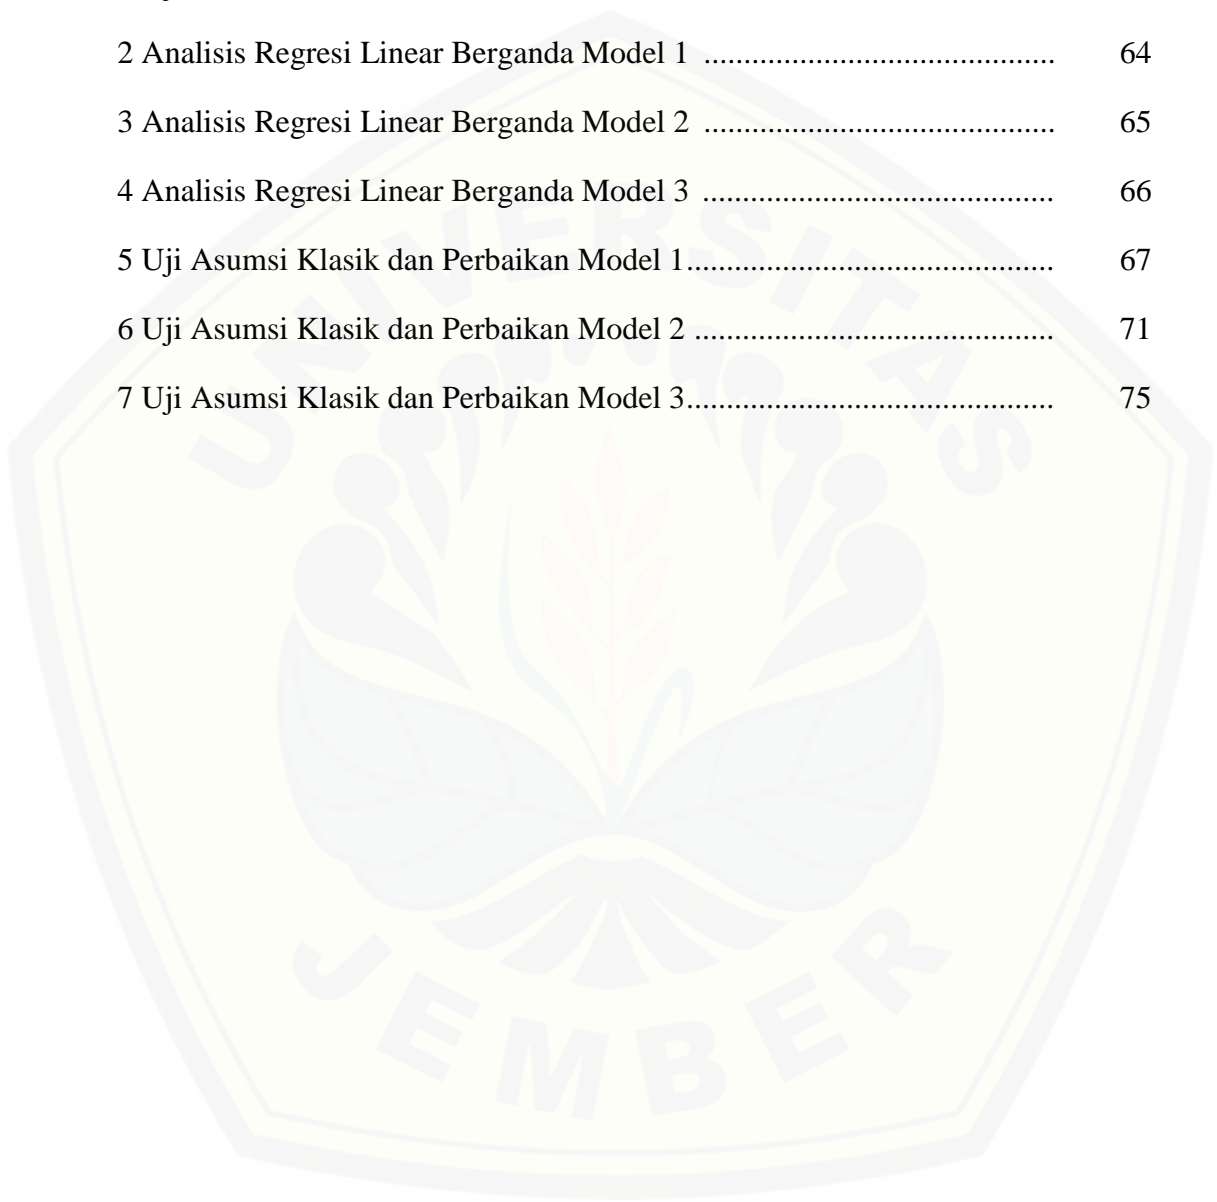 2 Analisis Regresi Linear Berganda Model 1 ............................................ 64
3 Analisis Regresi Linear Berganda Model 2 ............................................ 65
4 Analisis Regresi Linear Berganda Model 3 ............................................ 66
5 Uji Asumsi Klasik dan Perbaikan Model 1.............................................. 67
6 Uji Asumsi Klasik dan Perbaikan Model 2 ............................................. 71
7 Uji Asumsi Klasik dan Perbaikan Model 3.............................................. 75
UNIVERSITAS
JEMBER